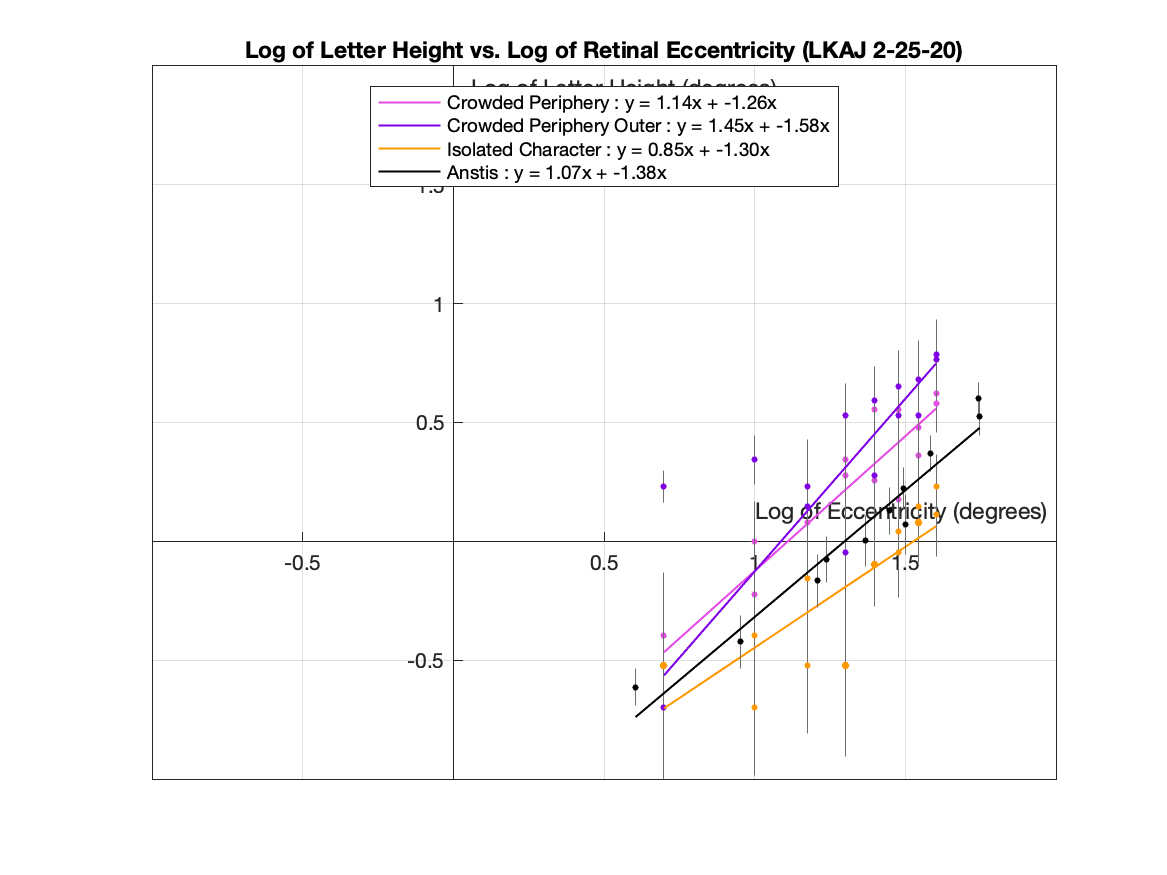 Log of Letter Height vs. Log of Retinal Eccentricity (LKAJ 2-25-20)
Log of Letter Height (degrees)
Crowded Periphery : y = 1.14x + -1.26x
Crowded Periphery Outer : y = 1.45x + -1.58x
Isolated Character : y = 0.85x + -1.30x
Anstis : y = 1.07x + -1.38x
1.5
1
0.5
Log of Eccentricity (degrees)
-0.5 0.5 1 1.5
-0.5